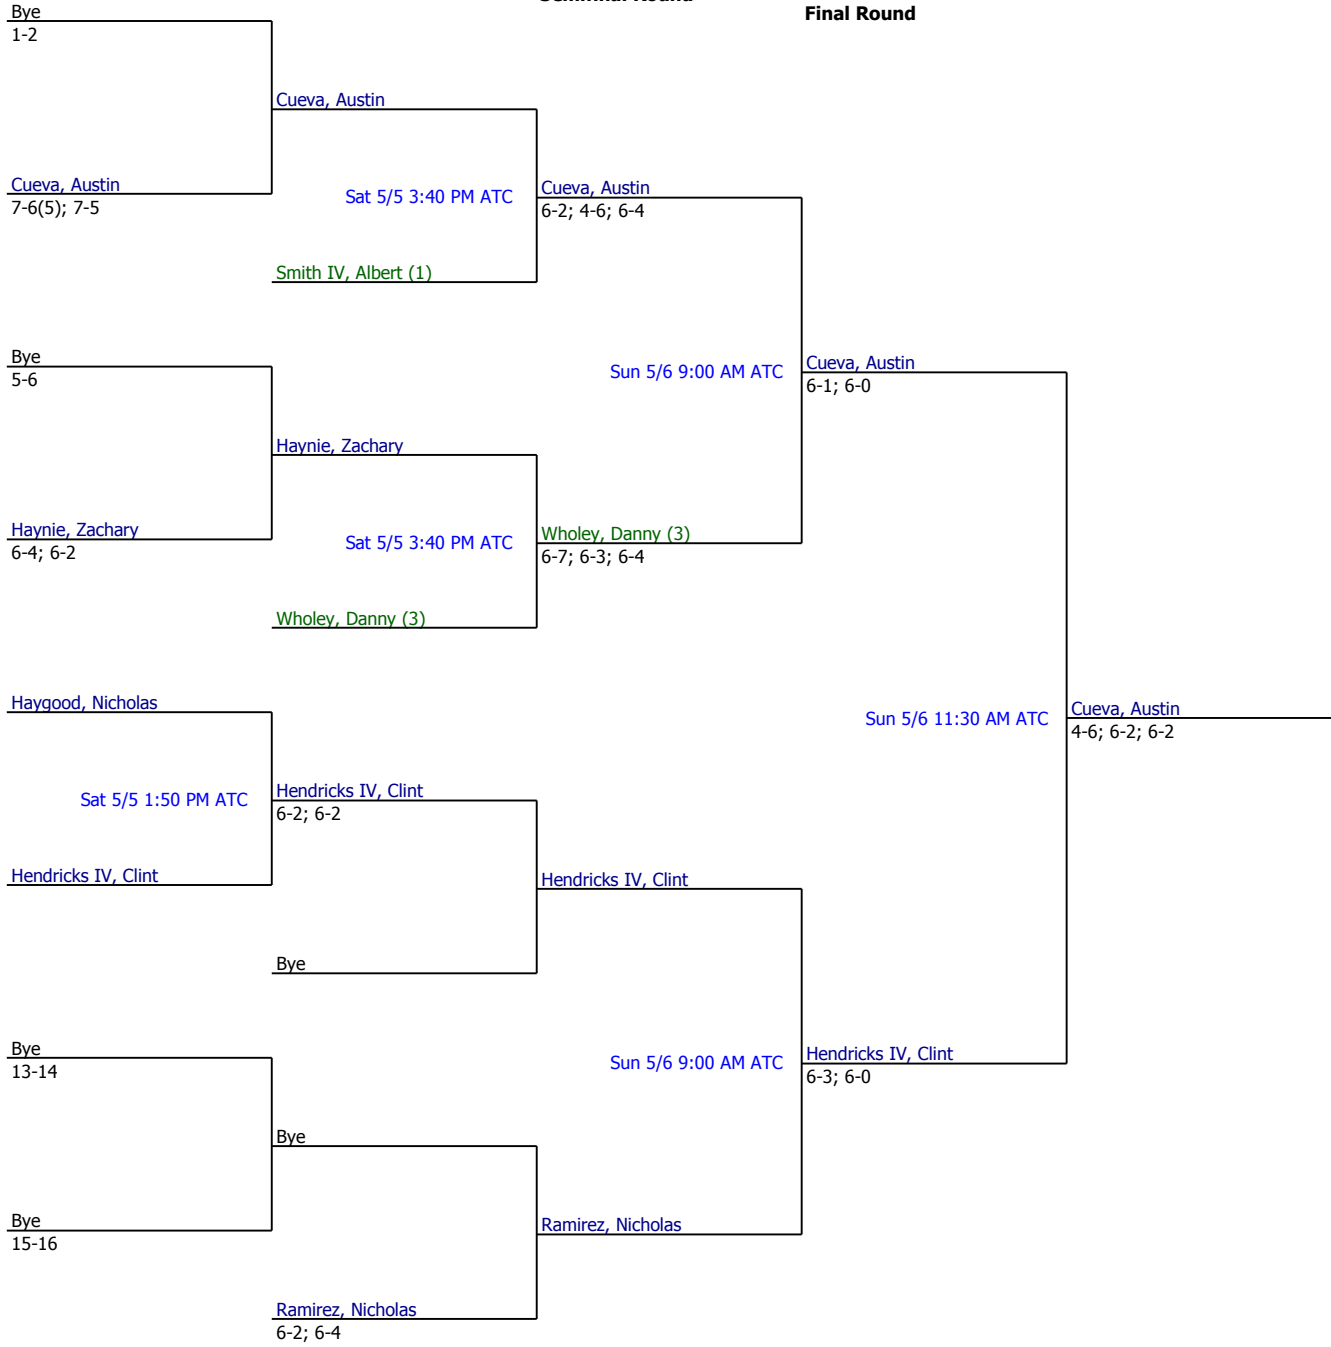 Semifinal Round
Final Round
Bye
1-2
Cueva, Austin
Cueva, Austin
7-6(5); 7-5
Sat 5/5 3:40 PM ATC
Cueva, Austin
6-2; 4-6; 6-4
Smith IV, Albert (1)
Bye
5-6
Sun 5/6 9:00 AM ATC
Cueva, Austin
6-1; 6-0
Haynie, Zachary
Haynie, Zachary
6-4; 6-2
Sat 5/5 3:40 PM ATC
Wholey, Danny (3)
6-7; 6-3; 6-4
Wholey, Danny (3)
Haygood, Nicholas
Sun 5/6 11:30 AM ATC
Cueva, Austin
4-6; 6-2; 6-2
Sat 5/5 1:50 PM ATC
Hendricks IV, Clint
6-2; 6-2
Hendricks IV, Clint
Hendricks IV, Clint
Bye
Bye
13-14
Sun 5/6 9:00 AM ATC
Hendricks IV, Clint
6-3; 6-0
Bye
Bye
15-16
Ramirez, Nicholas
Ramirez, Nicholas
6-2; 6-4